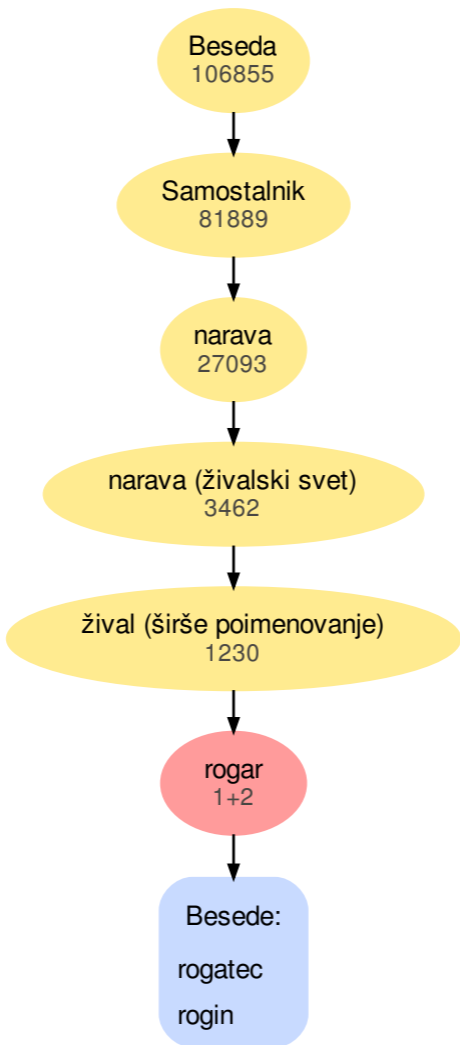 Beseda
106855
Samostalnik
81889
narava
27093
narava (živalski svet)
3462
žival (širše poimenovanje)
1230
rogar
1+2
Besede:
rogatec
rogin